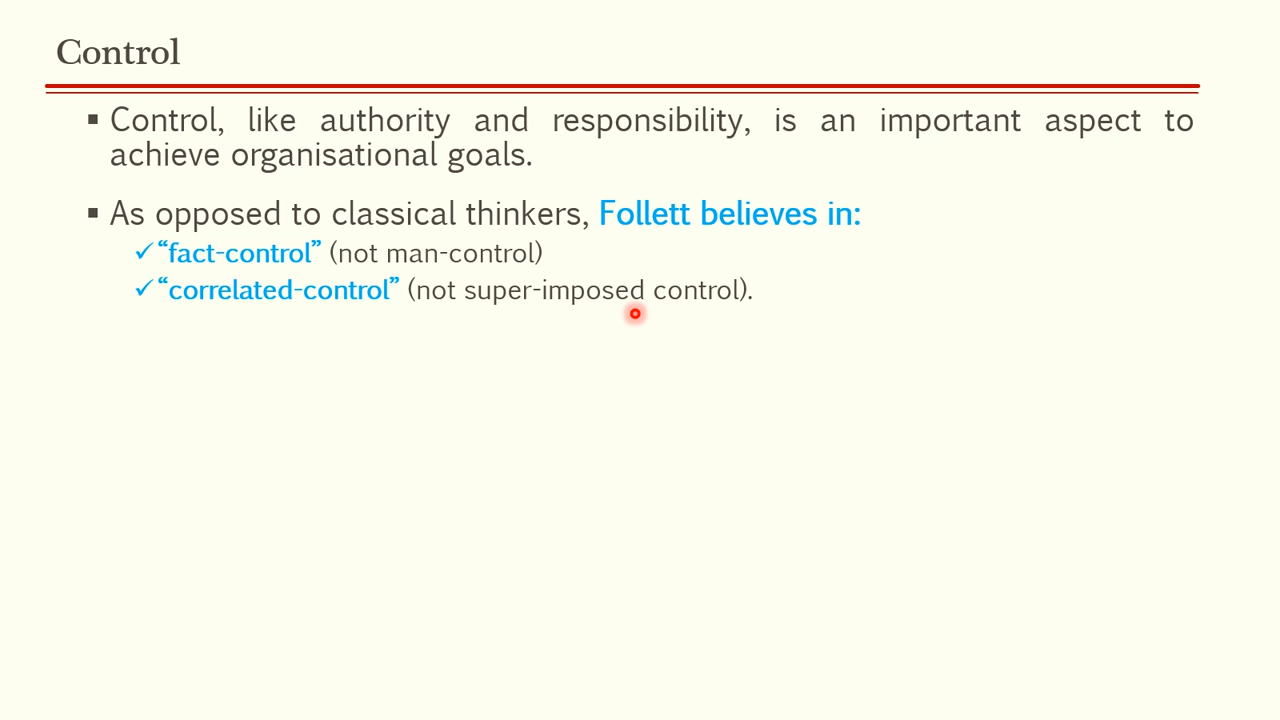 Control
▪ Control, like authority and responsibility, is an important aspect to
achieve organisational goals.
▪ As opposed to classical thinkers, Follett believes in:
✓ “fact-control” (not man-control)
✓ “correlated-control” (not super-imposed control).